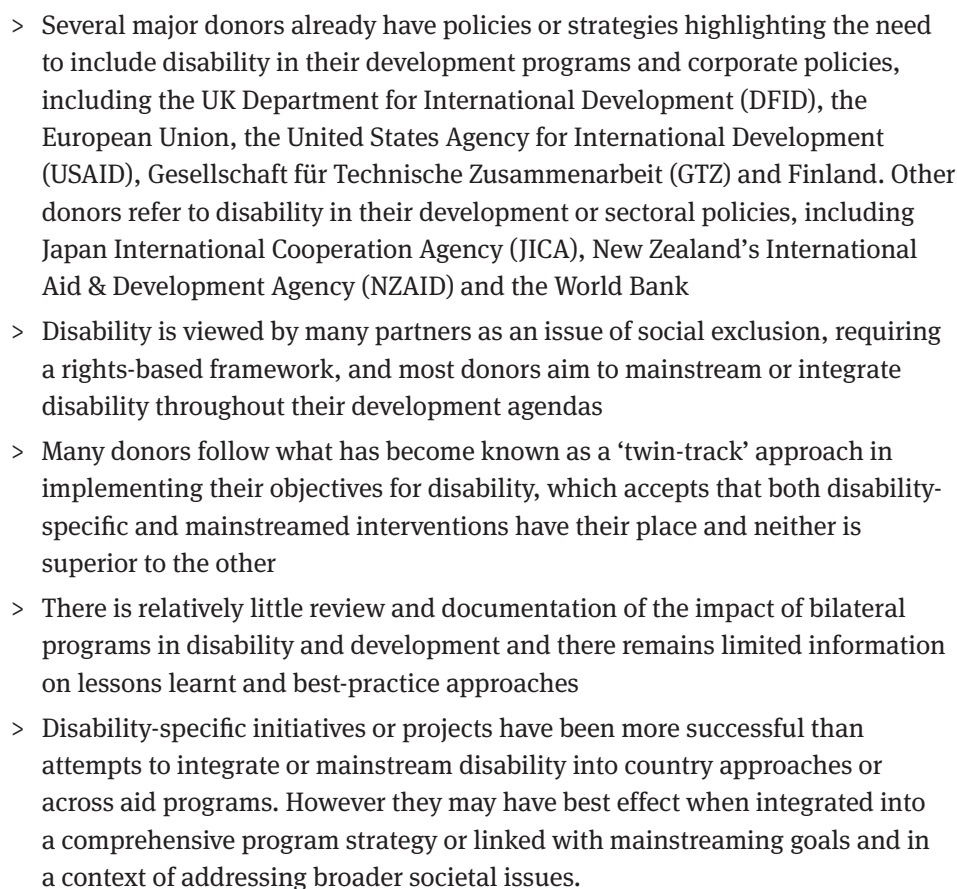 > Several major donors already have policies or strategies highlighting the need
to include disability in their development programs and corporate policies,
including the UK Department for International Development (DFID), the
European Union, the United States Agency for International Development
(USAID), Gesellschaft für Technische Zusammenarbeit (GTZ) and Finland. Other
donors refer to disability in their development or sectoral policies, including
Japan International Cooperation Agency (JICA), New Zealand’s International
Aid & Development Agency (NZAID) and the World Bank
> Disability is viewed by many partners as an issue of social exclusion, requiring
a rights-based framework, and most donors aim to mainstream or integrate
disability throughout their development agendas
> Many donors follow what has become known as a ‘twin-track’ approach in
implementing their objectives for disability, which accepts that both disability-
specific and mainstreamed interventions have their place and neither is
superior to the other
> There is relatively little review and documentation of the impact of bilateral
programs in disability and development and there remains limited information
on lessons learnt and best-practice approaches
> Disability-specific initiatives or projects have been more successful than
attempts to integrate or mainstream disability into country approaches or
across aid programs. However they may have best effect when integrated into
a comprehensive program strategy or linked with mainstreaming goals and in
a context of addressing broader societal issues.